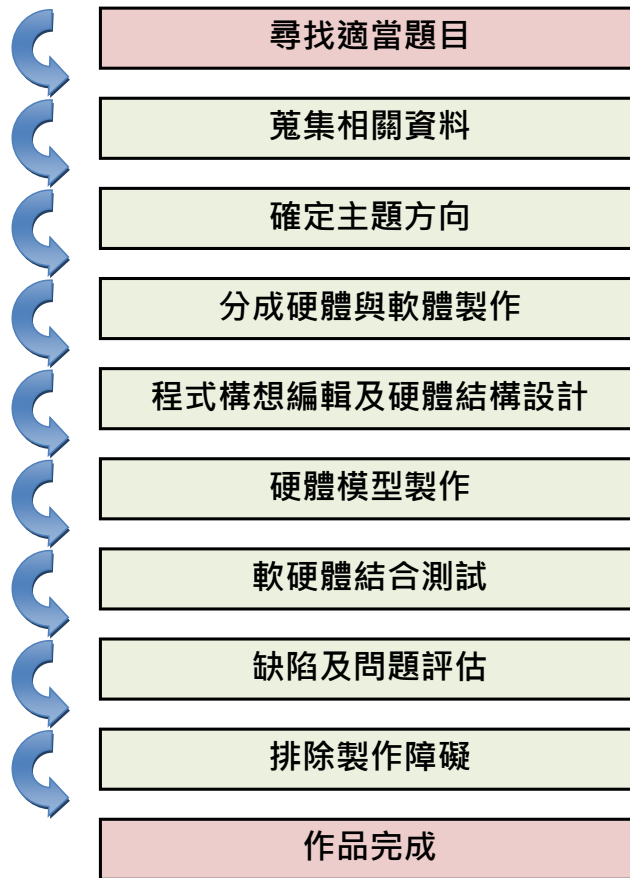 尋找適當題目
蒐集相關資料
確定主題方向
分成硬體與軟體製作
程式構想編輯及硬體結構設計
硬體模型製作
軟硬體結合測試
缺陷及問題評估
排除製作障礙
作品完成